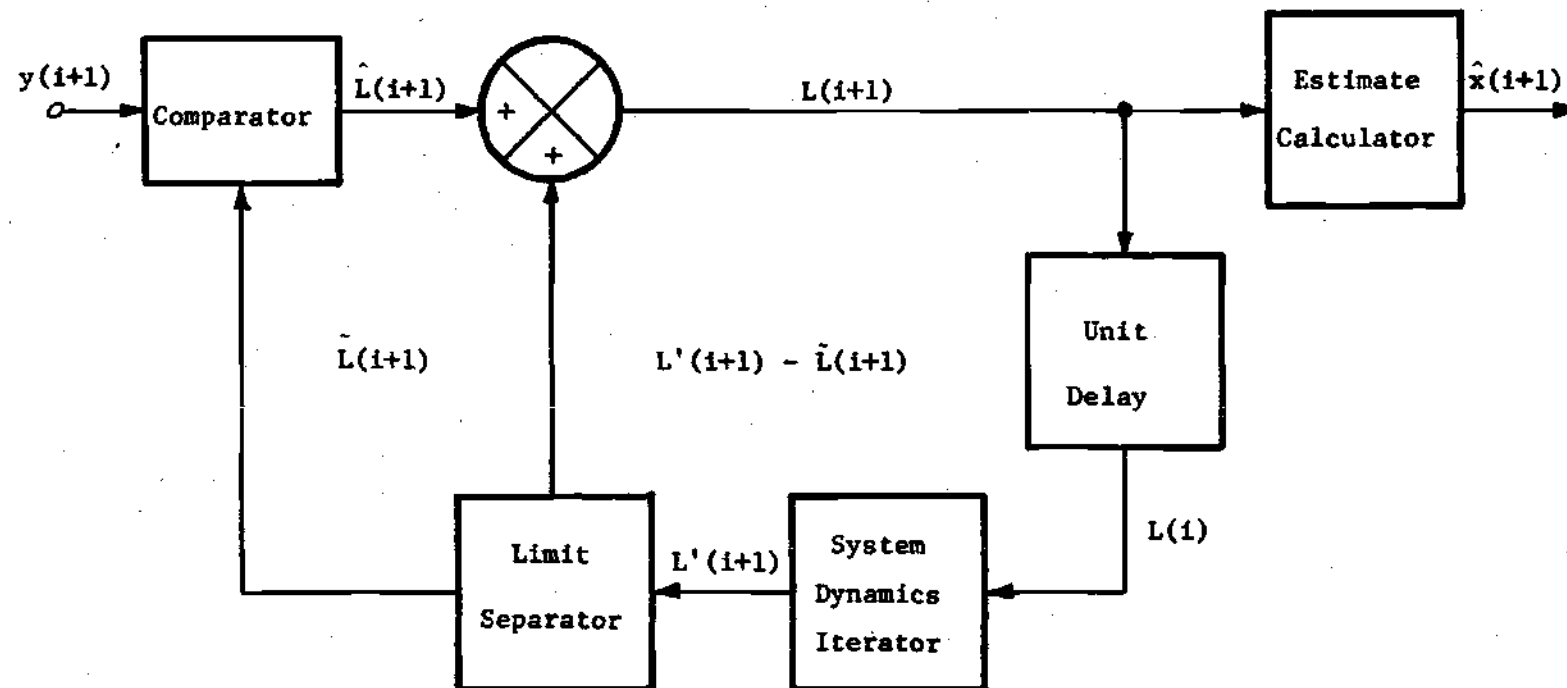 y(i+1)
Comparator
L̂(i+1)
+
+
L(i+1)
Estimate
Calculator
x̂(i+1)
L̃(i+1)
L'(i+1) - L̃(i+1)
Unit
Delay
L(i)
Limit
Separator
L'(i+1)
System
Dynamics
Iterator